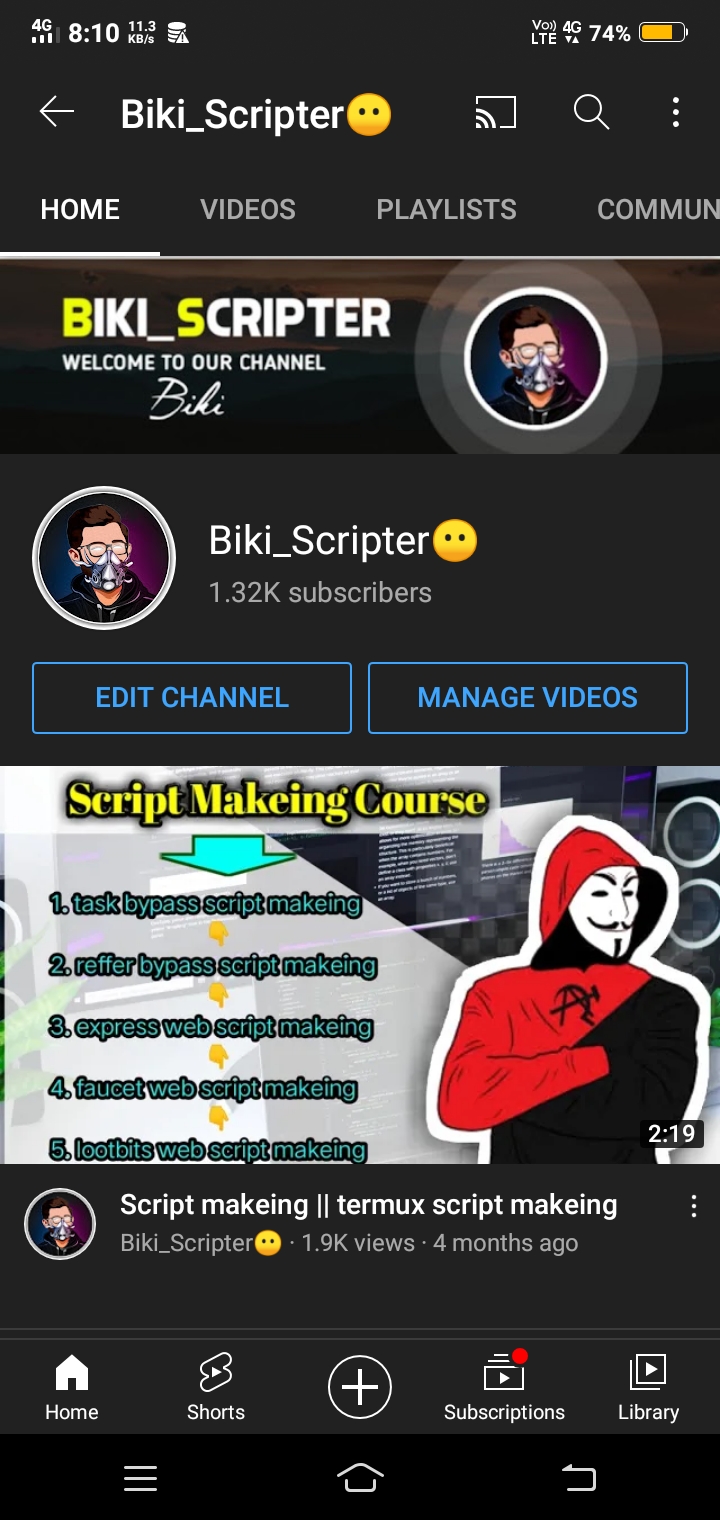 4G 8:10 11.3 KB/s Vo)) LTE 4G 74%
Biki_Scripter😶
HOME VIDEOS PLAYLISTS COMMUN
BIKI_SCRIPTER
WELCOME TO OUR CHANNEL
Biki
Biki_Scripter😶
1.32K subscribers
EDIT CHANNEL MANAGE VIDEOS
Script Makeing Course
1. task bypass script makeing
👇
2. reffer bypass script makeing
👇
3. express web script makeing
👇
4. faucet web script makeing
👇
5. lootbits web script makeing
2:19
Script makeing || termux script makeing
Biki_Scripter😶 · 1.9K views · 4 months ago
Home Shorts Subscriptions Library